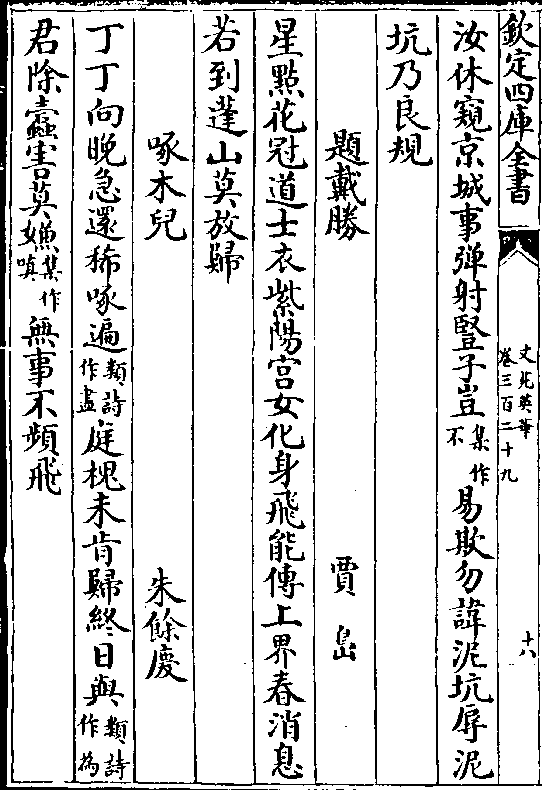 欽定四庫全書
文苑英華
卷三百二十九
十八
汝休窺京城事彈射豎子豈集作不易欺勿諱泥坑辱泥
坑乃良規
題戴勝 賈島
星點花冠道士衣紫陽宫女化身飛能傳上界春消息
若到蓬山莫放歸
啄木兒 朱餘慶
丁丁向晚急還稀啄遍類詩作盡庭槐未肯歸終日與類詩作為
君除蠹害莫嫌集作嗔無事不頻飛